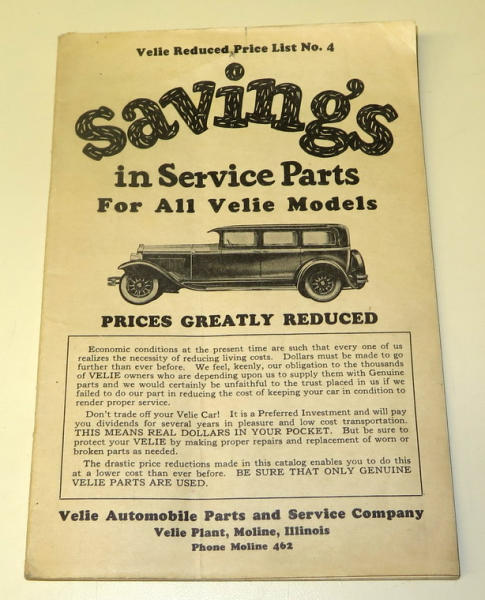 Velie Reduced Price List No. 4
savings
in Service Parts
For All Velie Models
PRICES GREATLY REDUCED
Economic conditions at the present time are such that every one of us
realizes the necessity of reducing living costs. Dollars must be made to go
further than ever before. We feel, keenly, our obligation to the thousands
of VELIE owners who are depending upon us to supply them with Genuine
parts and we would certainly be unfaithful to the trust placed in us if we
failed to do our part in reducing the cost of keeping your car in condition to
render proper service.
Don't trade off your Velie Car! It is a Preferred Investment and will pay
you dividends for several years in pleasure and low cost transportation.
THIS MEANS REAL DOLLARS IN YOUR POCKET. But be sure to
protect your VELIE by making proper repairs and replacement of worn or
broken parts as needed.
The drastic price reductions made in this catalog enables you to do this
at a lower cost than ever before. BE SURE THAT ONLY GENUINE
VELIE PARTS ARE USED.
Velie Automobile Parts and Service Company
Velie Plant, Moline, Illinois
Phone Moline 462